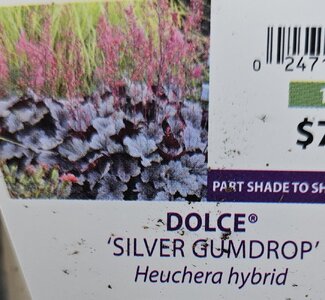 0 2471
$7
PART SHADE TO SH
DOLCE®
'SILVER GUMDROP'
Heuchera hybrid